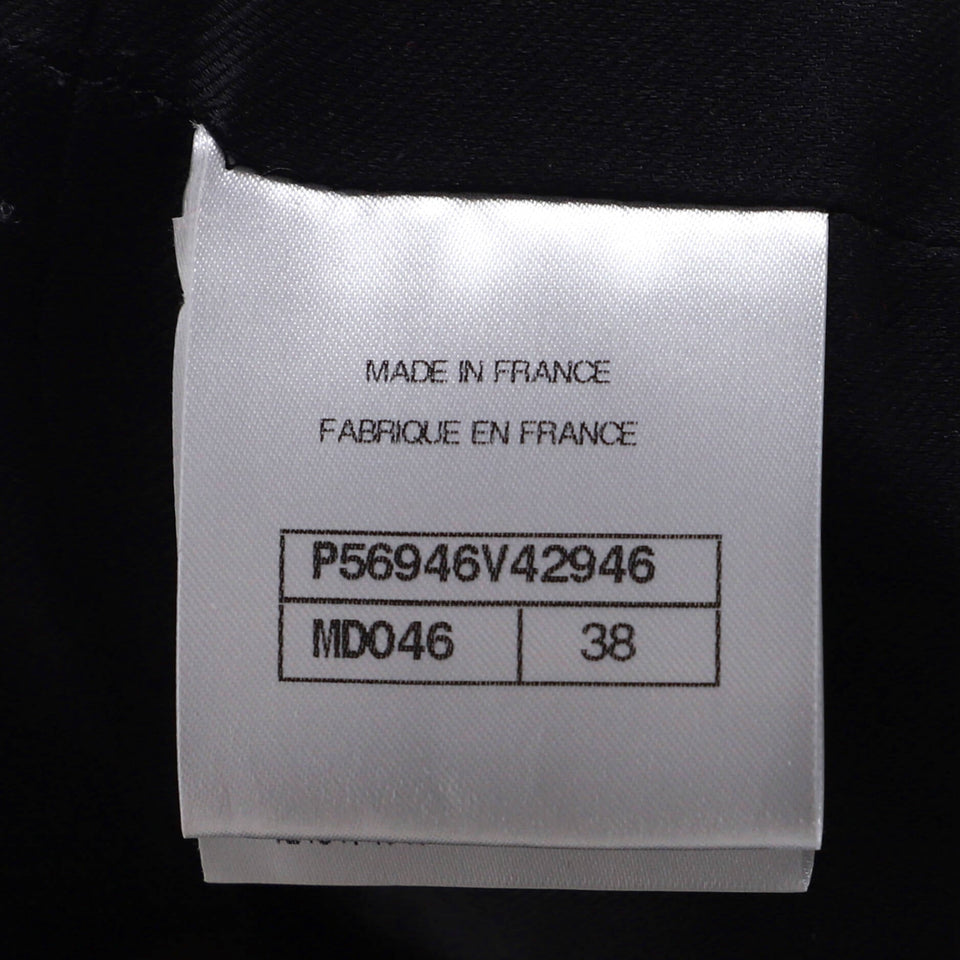 MADE IN FRANCE
FABRIQUE EN FRANCE
P56946V42946
MD046 38